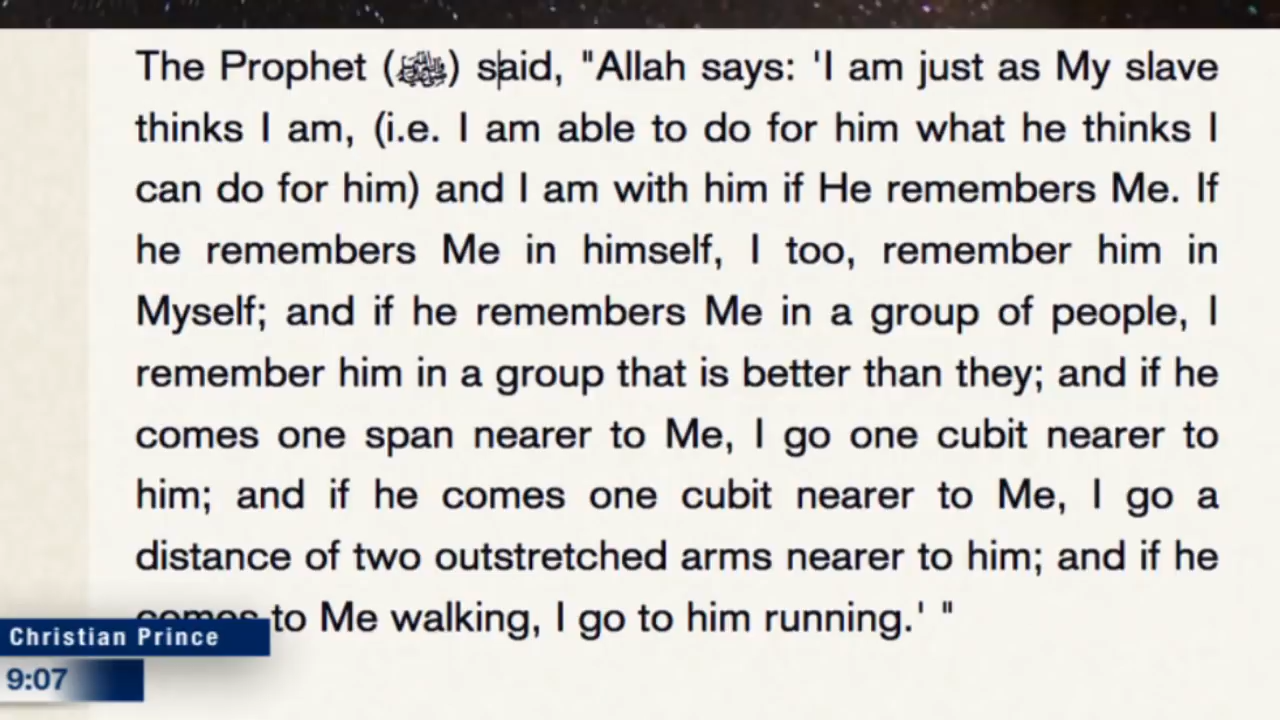 The Prophet (ﷺ) said, "Allah says: 'I am just as My slave
thinks I am, (i.e. I am able to do for him what he thinks I
can do for him) and I am with him if He remembers Me. If
he remembers Me in himself, I too, remember him in
Myself; and if he remembers Me in a group of people, I
remember him in a group that is better than they; and if he
comes one span nearer to Me, I go one cubit nearer to
him; and if he comes one cubit nearer to Me, I go a
distance of two outstretched arms nearer to him; and if he
comes to Me walking, I go to him running.' "
Christian Prince
9:07